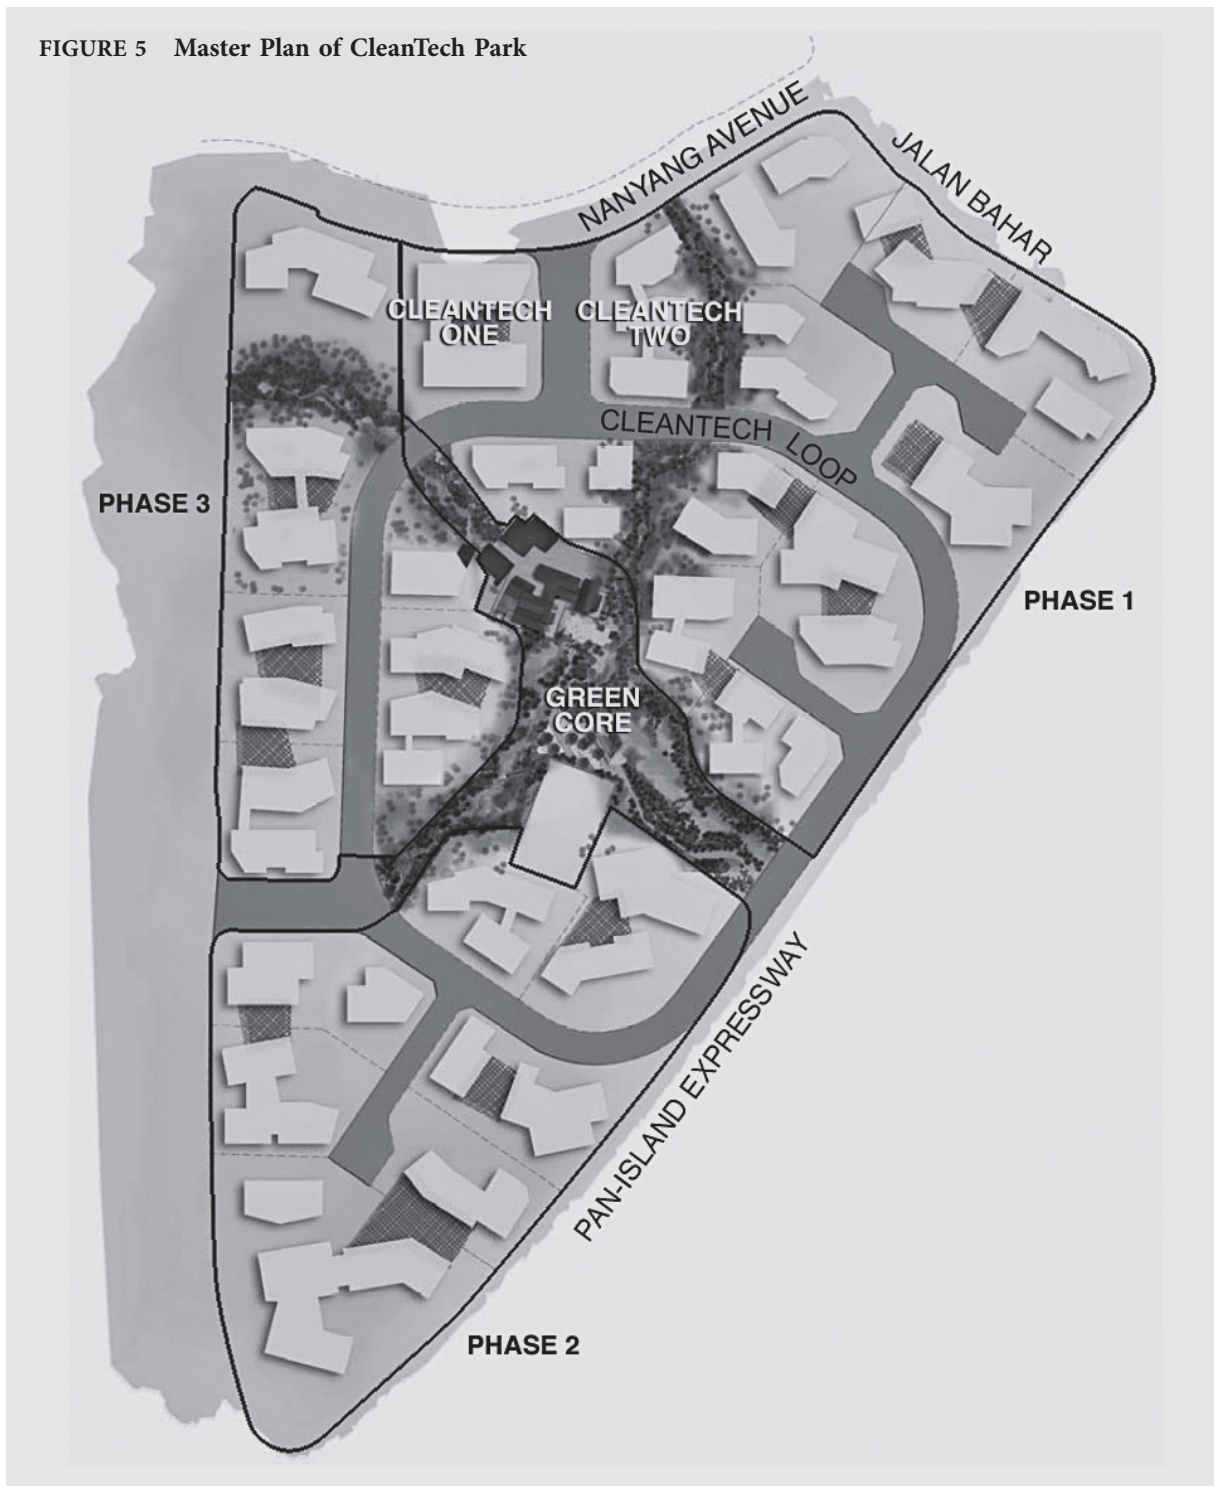 FIGURE 5 Master Plan of CleanTech Park
NANYANG AVENUE
JALAN BAHAR
CLEANTECH
ONE
CLEANTECH
TWO
CLEANTECH LOOP
PHASE 3
PHASE 1
GREEN
CORE
PAN-ISLAND EXPRESSWAY
PHASE 2